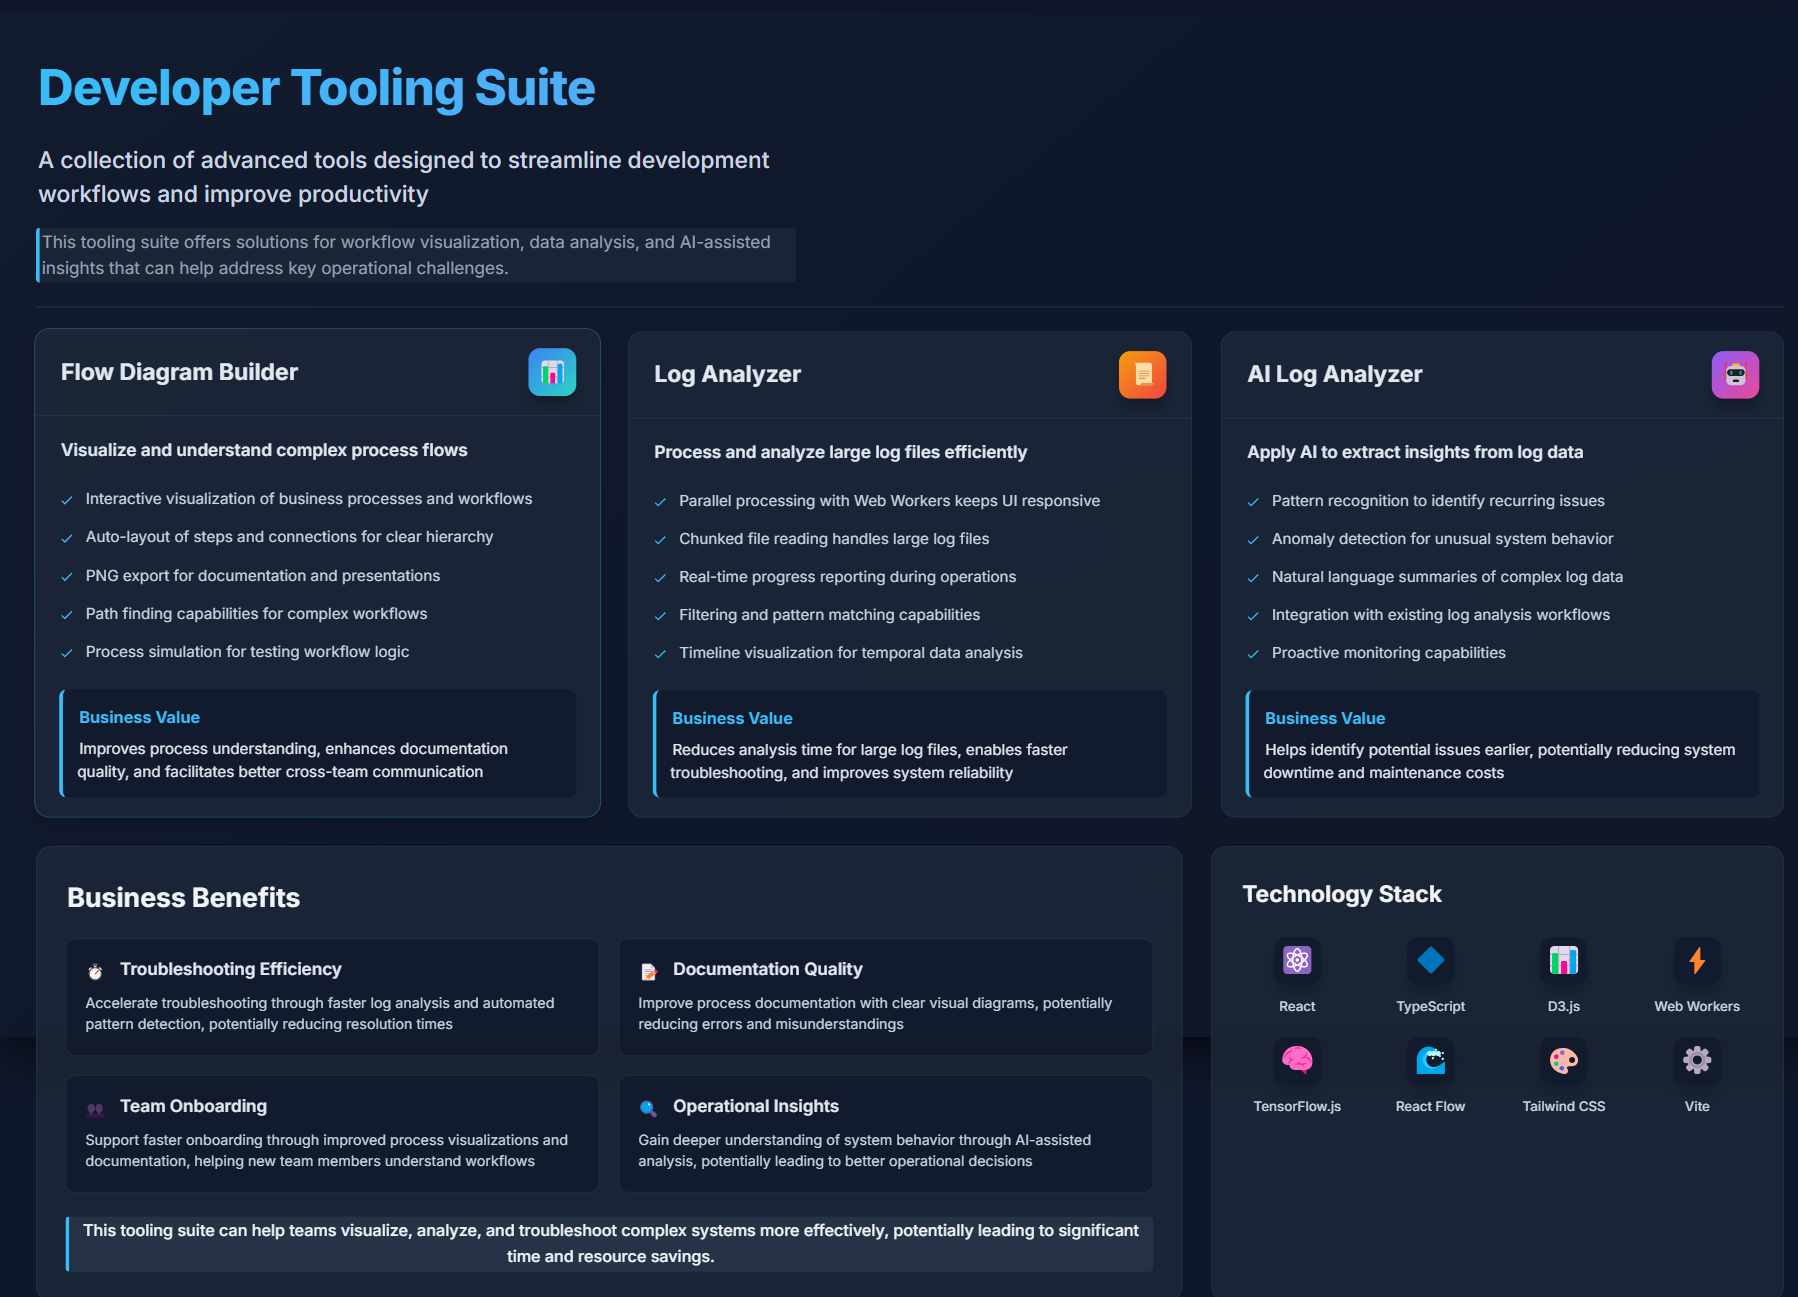 Developer Tooling Suite
A collection of advanced tools designed to streamline development
workflows and improve productivity
This tooling suite offers solutions for workflow visualization, data analysis, and AI-assisted
insights that can help address key operational challenges.
Flow Diagram Builder
Visualize and understand complex process flows
Interactive visualization of business processes and workflows
Auto-layout of steps and connections for clear hierarchy
PNG export for documentation and presentations
Path finding capabilities for complex workflows
Process simulation for testing workflow logic
Business Value
Improves process understanding, enhances documentation
quality, and facilitates better cross-team communication
Log Analyzer
Process and analyze large log files efficiently
Parallel processing with Web Workers keeps UI responsive
Chunked file reading handles large log files
Real-time progress reporting during operations
Filtering and pattern matching capabilities
Timeline visualization for temporal data analysis
Business Value
Reduces analysis time for large log files, enables faster
troubleshooting, and improves system reliability
AI Log Analyzer
Apply AI to extract insights from log data
Pattern recognition to identify recurring issues
Anomaly detection for unusual system behavior
Natural language summaries of complex log data
Integration with existing log analysis workflows
Proactive monitoring capabilities
Business Value
Helps identify potential issues earlier, potentially reducing system
downtime and maintenance costs
Business Benefits
Troubleshooting Efficiency
Accelerate troubleshooting through faster log analysis and automated
pattern detection, potentially reducing resolution times
Documentation Quality
Improve process documentation with clear visual diagrams, potentially
reducing errors and misunderstandings
Team Onboarding
Support faster onboarding through improved process visualizations and
documentation, helping new team members understand workflows
Operational Insights
Gain deeper understanding of system behavior through AI-assisted
analysis, potentially leading to better operational decisions
This tooling suite can help teams visualize, analyze, and troubleshoot complex systems more effectively, potentially leading to significant
time and resource savings.
Technology Stack
React
TypeScript
D3.js
Web Workers
TensorFlow.js
React Flow
Tailwind CSS
Vite